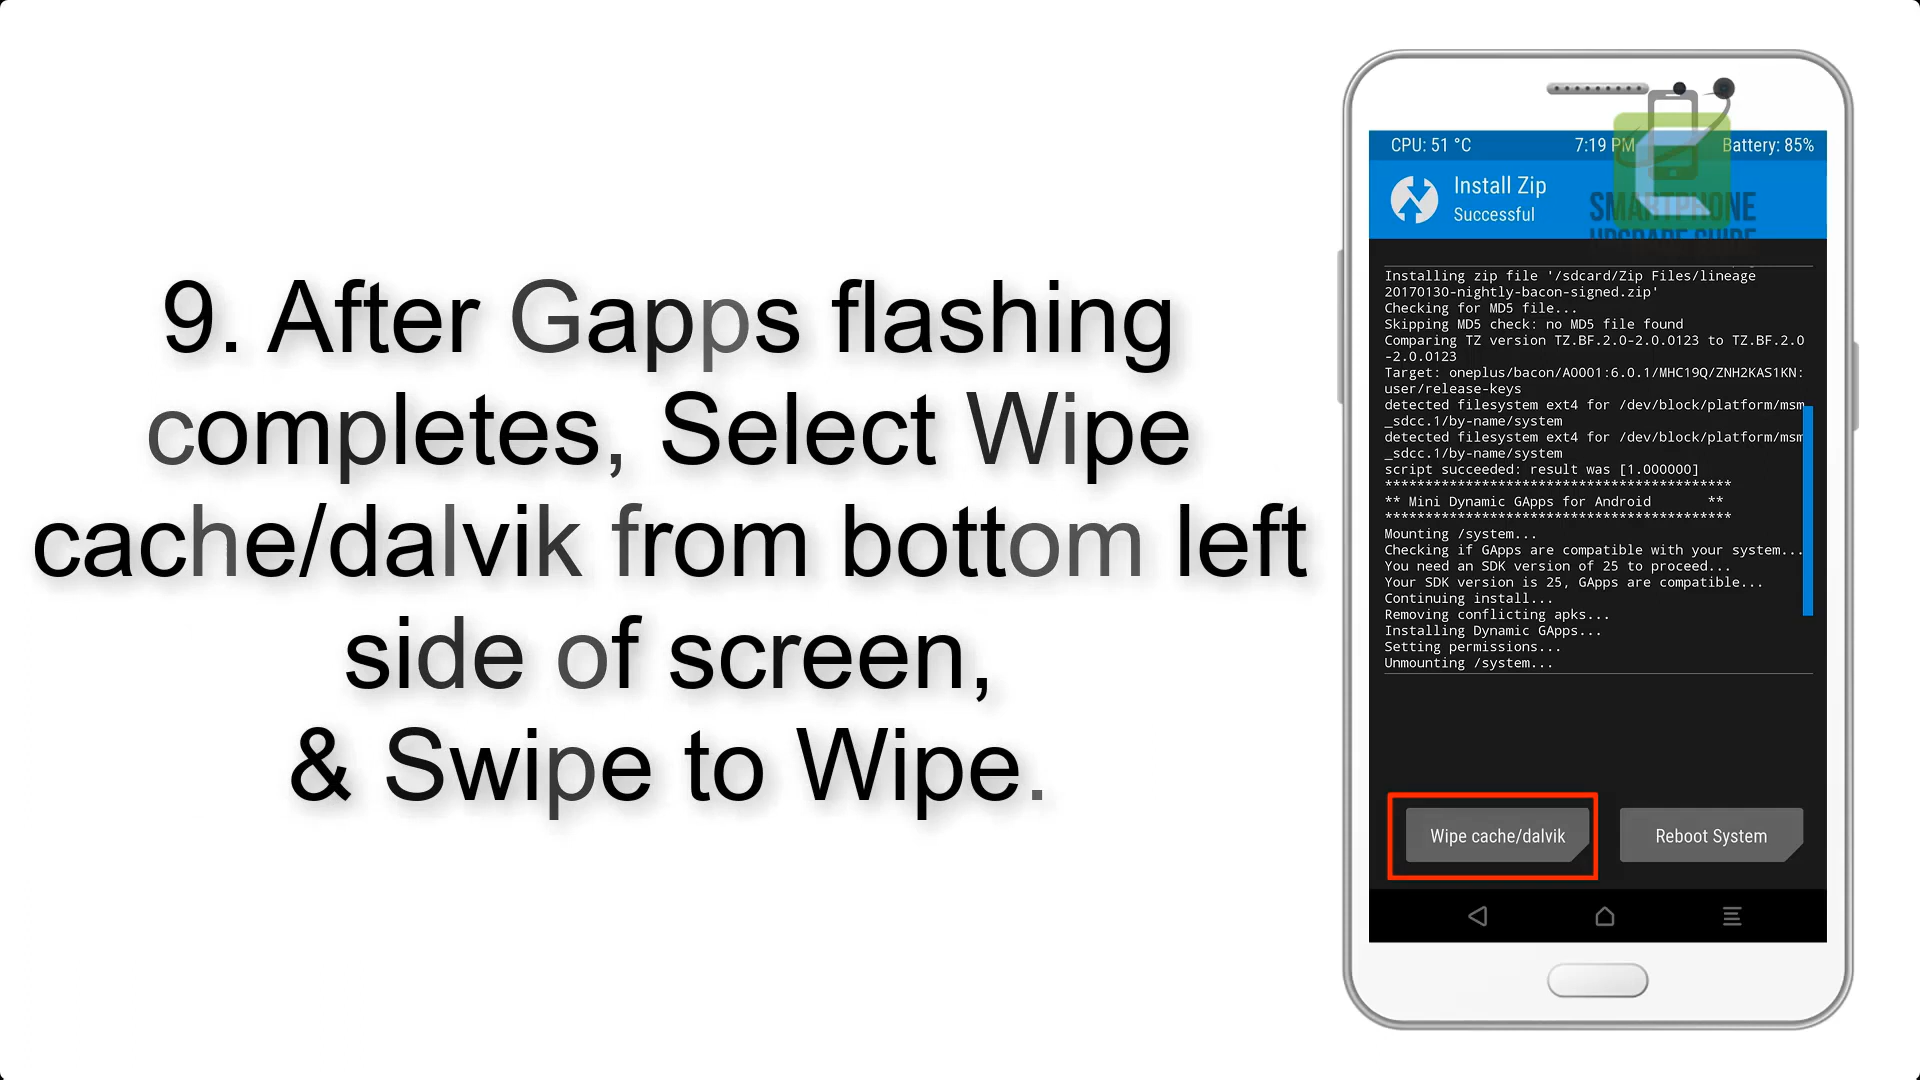 9. After Gapps flashing
completes, Select Wipe
cache/dalvik from bottom left
side of screen,
& Swipe to Wipe.
CPU: 51 °C 7:19 PM Battery: 85%
Install Zip
Successful
SMARTPHONE
UPGRADE GUIDE
Installing zip file '/sdcard/Zip Files/lineage
20170130-nightly-bacon-signed.zip'
Checking for MD5 file...
Skipping MD5 check: no MD5 file found
Comparing TZ version TZ.BF.2.0-2.0.0123 to TZ.BF.2.0
-2.0.0123
Target: oneplus/bacon/A0001:6.0.1/MHC19Q/ZNH2KAS1KN:
user/release-keys
detected filesystem ext4 for /dev/block/platform/msm
_sdcc.1/by-name/system
detected filesystem ext4 for /dev/block/platform/msm
_sdcc.1/by-name/system
script succeeded: result was [1.000000]
*******************************************
** Mini Dynamic GApps for Android **
*******************************************
Mounting /system...
Checking if GApps are compatible with your system...
You need an SDK version of 25 to proceed...
Your SDK version is 25, GApps are compatible...
Continuing install...
Removing conflicting apks...
Installing Dynamic GApps...
Setting permissions...
Unmounting /system...
Wipe cache/dalvik
Reboot System